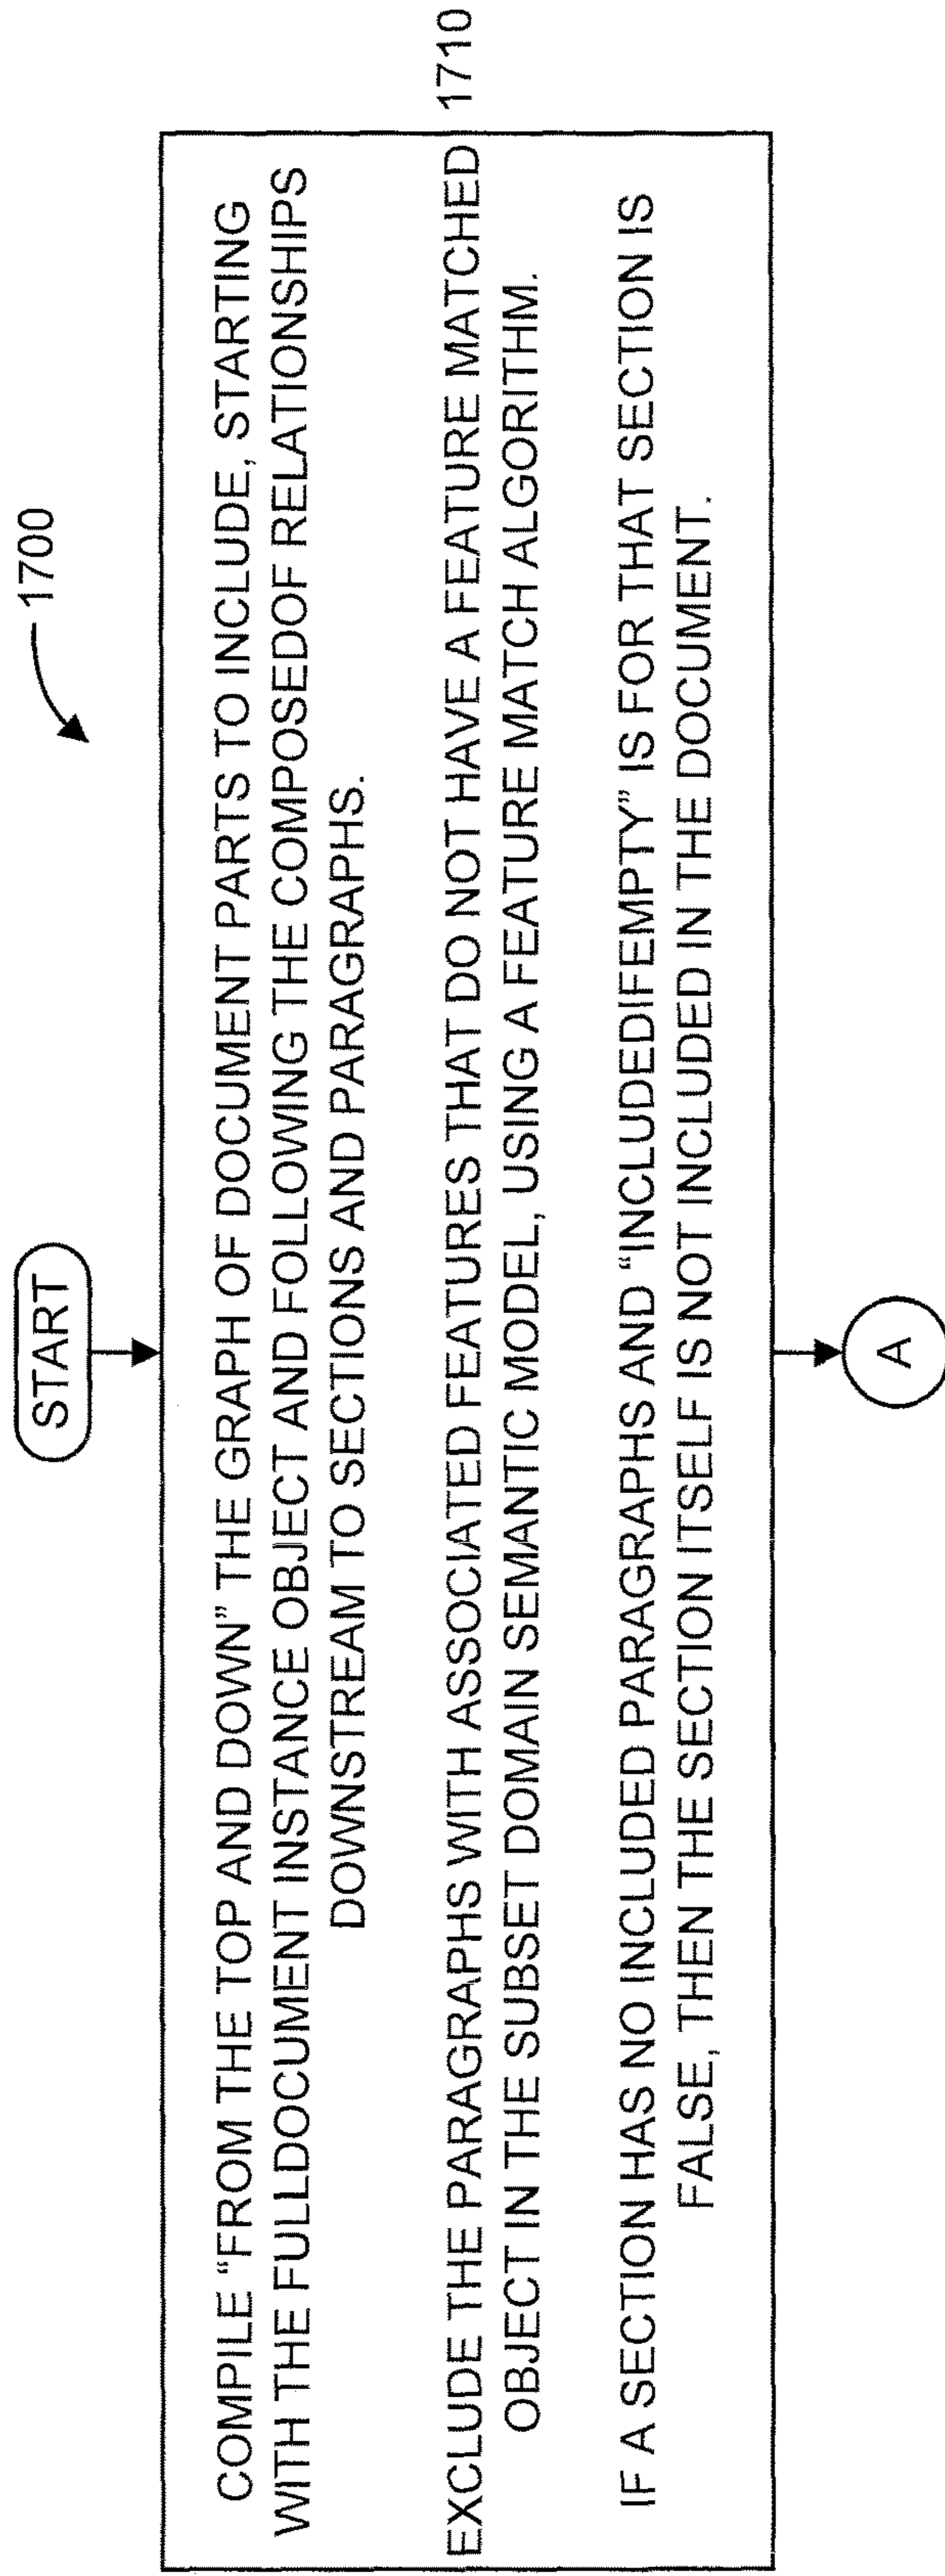 1700
START
COMPILE “FROM THE TOP AND DOWN” THE GRAPH OF DOCUMENT PARTS TO INCLUDE, STARTING
WITH THE FULLDOCUMENT INSTANCE OBJECT AND FOLLOWING THE COMPOSEDOF RELATIONSHIPS
DOWNSTREAM TO SECTIONS AND PARAGRAPHS.
EXCLUDE THE PARAGRAPHS WITH ASSOCIATED FEATURES THAT DO NOT HAVE A FEATURE MATCHED
OBJECT IN THE SUBSET DOMAIN SEMANTIC MODEL, USING A FEATURE MATCH ALGORITHM.
IF A SECTION HAS NO INCLUDED PARAGRAPHS AND “INCLUDEDIFEMPTY” IS FOR THAT SECTION IS
FALSE, THEN THE SECTION ITSELF IS NOT INCLUDED IN THE DOCUMENT.
1710
A